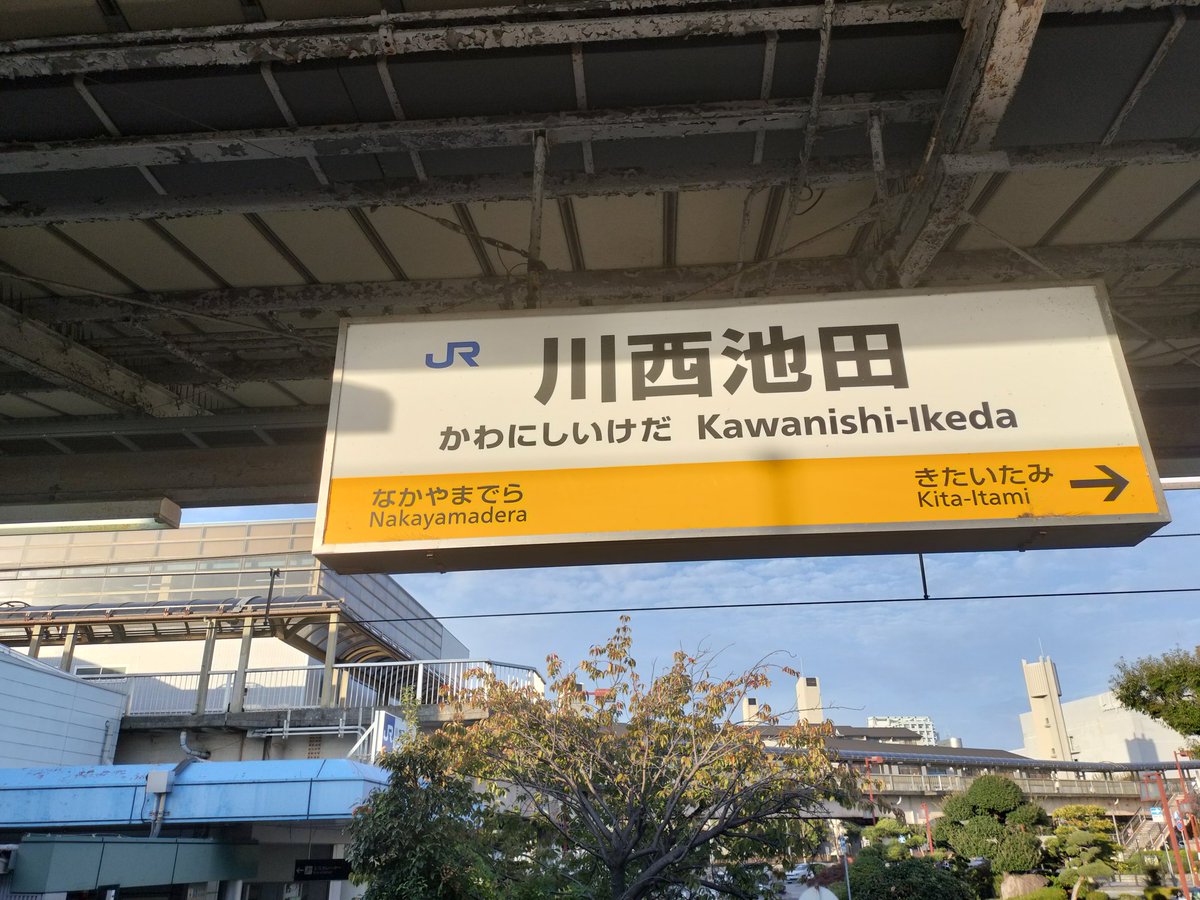 JR 川西池田
かわにしいけだ Kawanishi-Ikeda
なかやまでら
Nakayamadera
きたいたみ
Kita-Itami →
JR